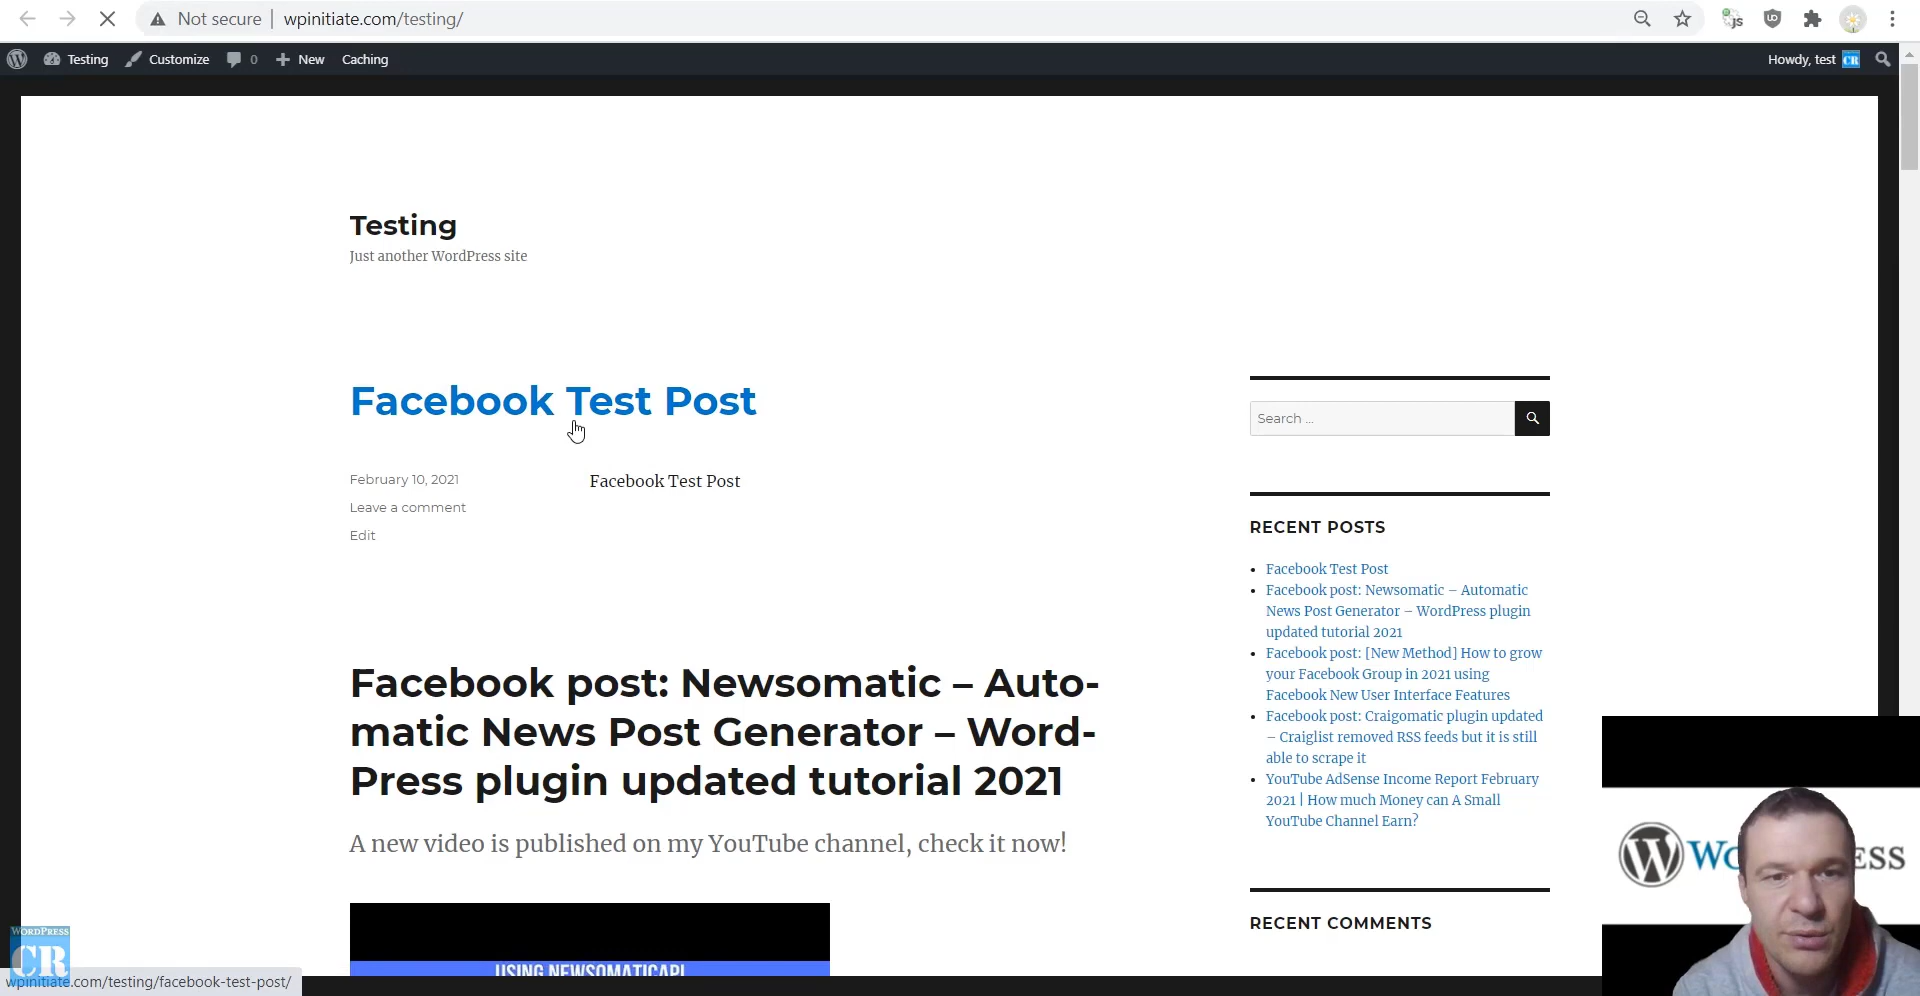 Not secure | wpinitiate.com/testing/
Testing Customize 0 New Caching Howdy, test CR
Testing
Just another WordPress site
Facebook Test Post
February 10, 2021
Leave a comment
Edit
Facebook Test Post
Facebook post: Newsomatic – Auto-
matic News Post Generator – Word-
Press plugin updated tutorial 2021
A new video is published on my YouTube channel, check it now!
USING NEWSOMATICAPI
Search ...
RECENT POSTS
Facebook Test Post
Facebook post: Newsomatic – Automatic
News Post Generator – WordPress plugin
updated tutorial 2021
Facebook post: [New Method] How to grow
your Facebook Group in 2021 using
Facebook New User Interface Features
Facebook post: Craigomatic plugin updated
– Craiglist removed RSS feeds but it is still
able to scrape it
YouTube AdSense Income Report February
2021 | How much Money can A Small
YouTube Channel Earn?
RECENT COMMENTS
WORDPRESS
CR
wpinitiate.com/testing/facebook-test-post/